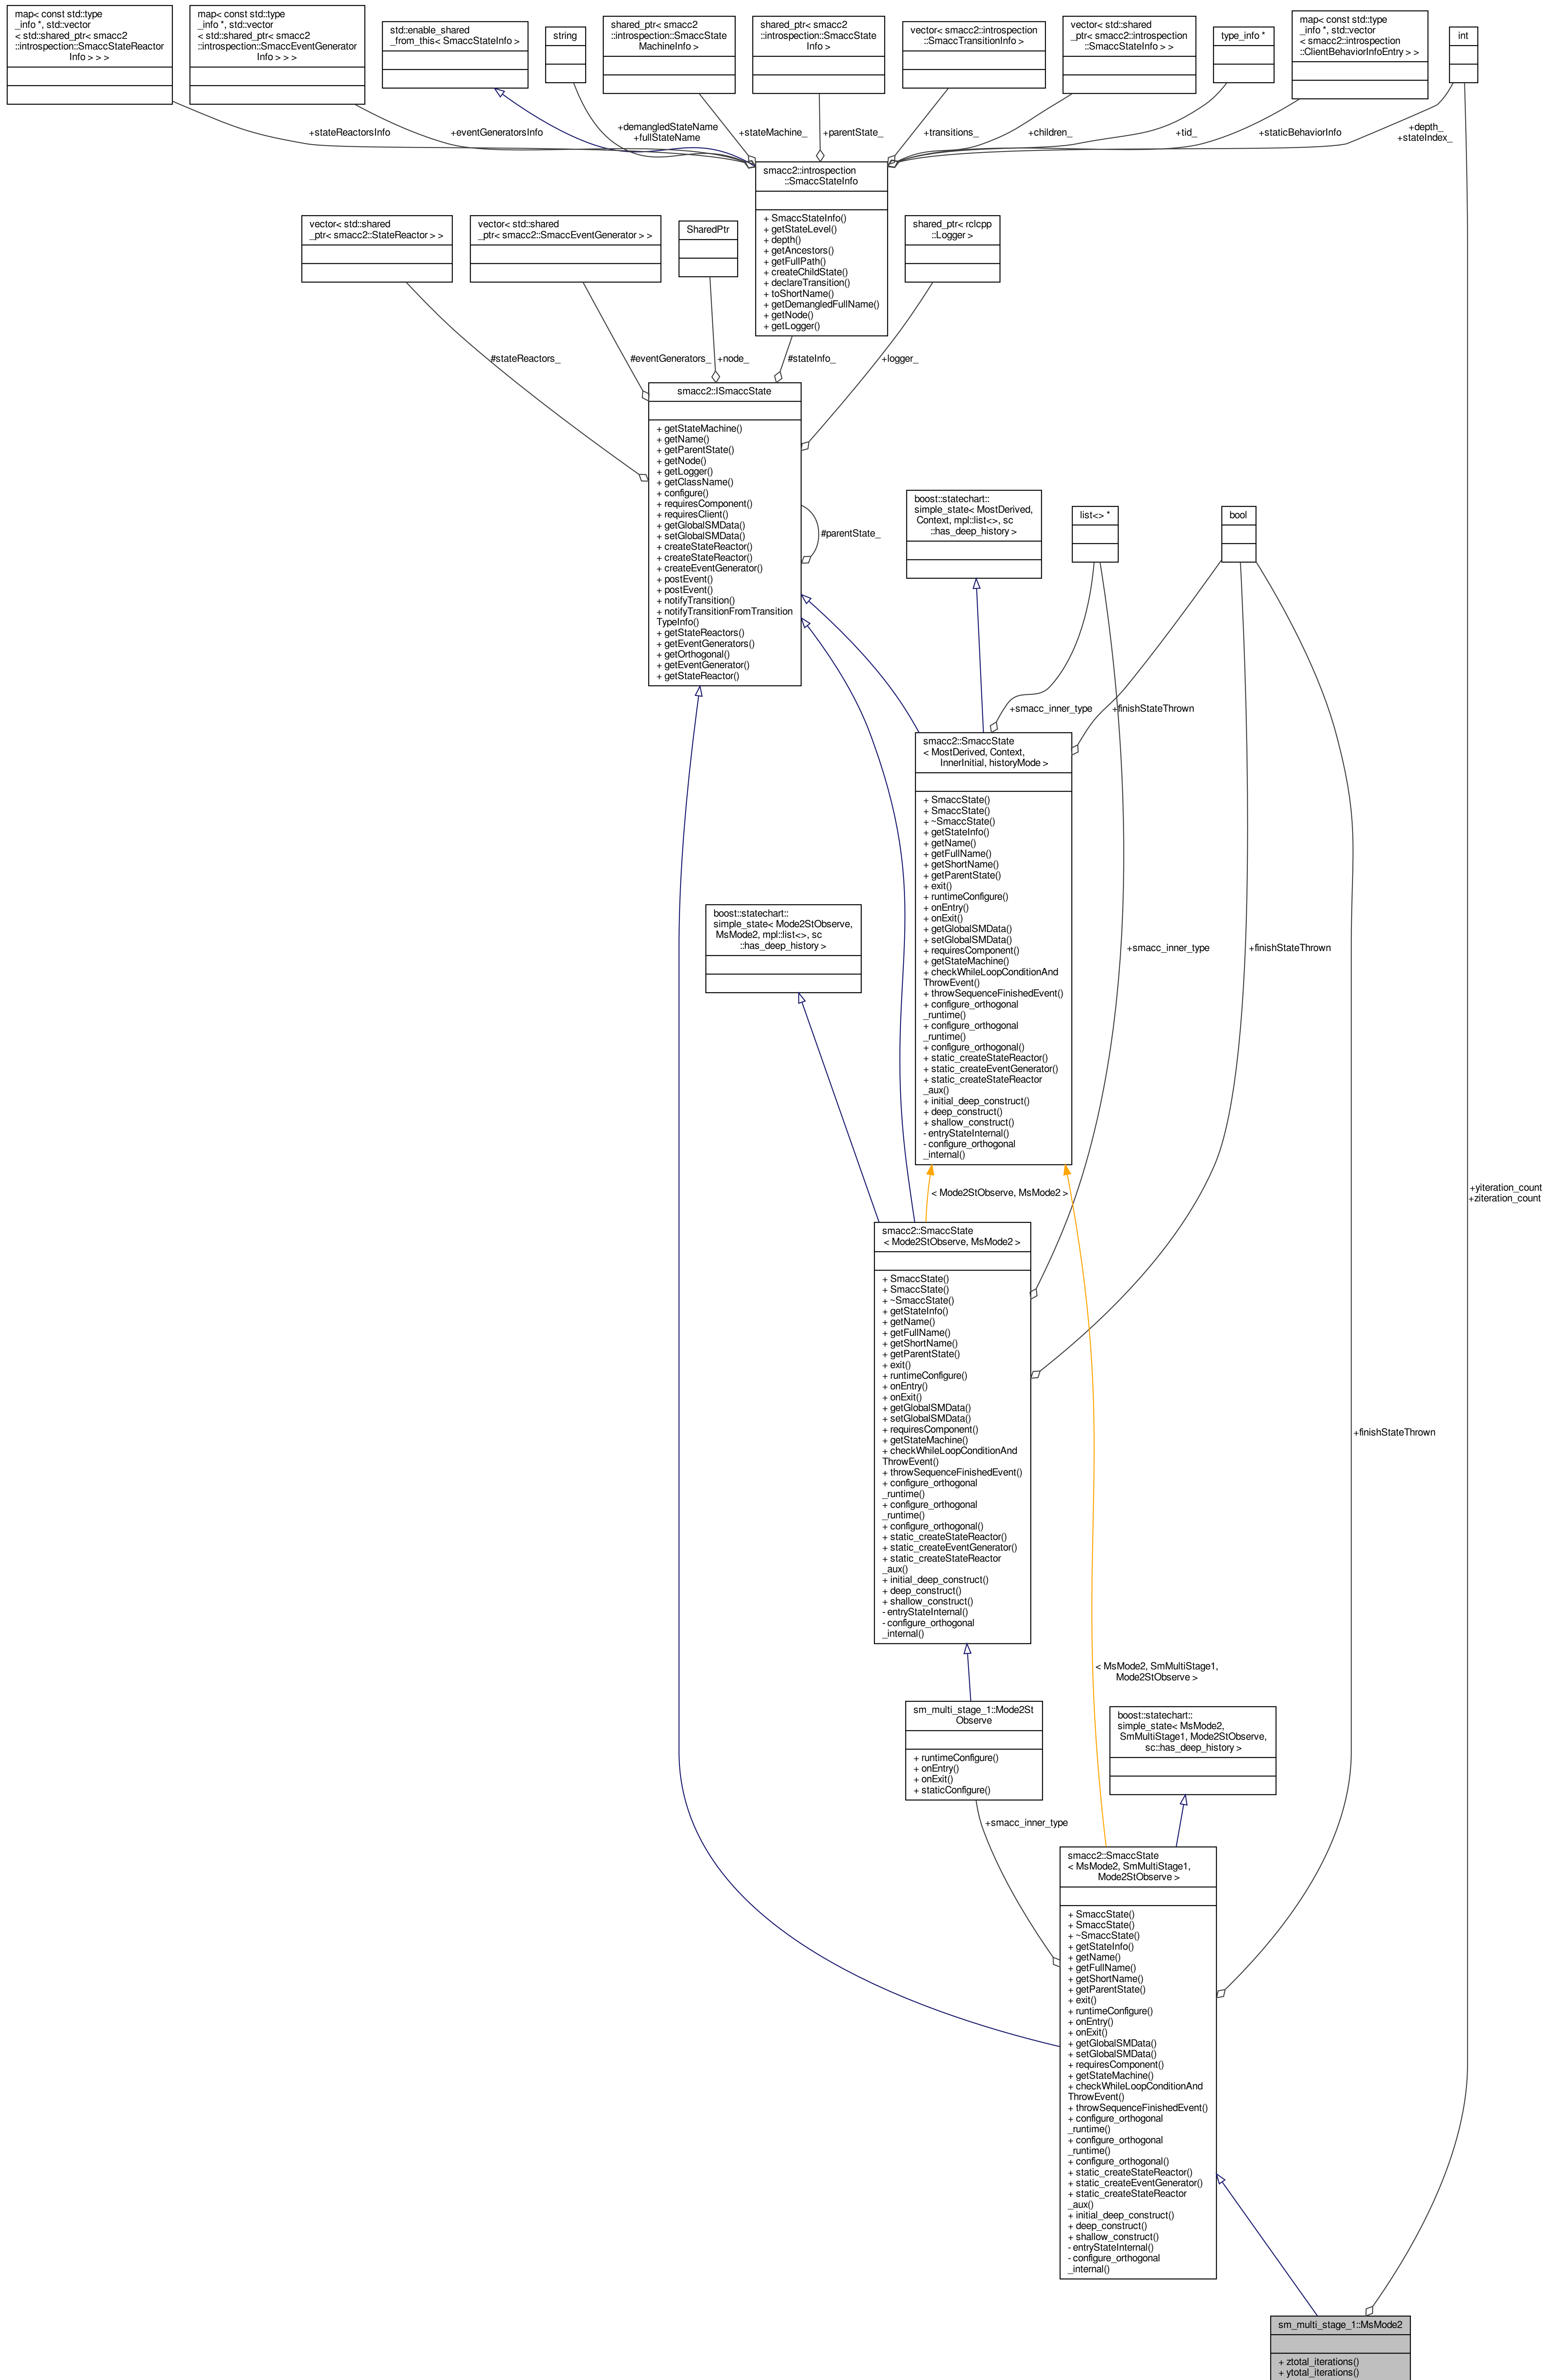 map< const std::type
_info *, std::vector
< std::shared_ptr< smacc2
::introspection::SmaccStateReactor
Info > > >
map< const std::type
_info *, std::vector
< std::shared_ptr< smacc2
::introspection::SmaccEventGenerator
Info > > >
std::enable_shared
_from_this< SmaccStateInfo >
string
shared_ptr< smacc2
::introspection::SmaccState
MachineInfo >
shared_ptr< smacc2
::introspection::SmaccState
Info >
vector< smacc2::introspection
::SmaccTransitionInfo >
vector< std::shared
_ptr< smacc2::introspection
::SmaccStateInfo > >
type_info *
map< const std::type
_info *, std::vector
< smacc2::introspection
::ClientBehaviorInfoEntry > >
int
+stateReactorsInfo
+eventGeneratorsInfo
+demangledStateName
+fullStateName
+stateMachine_
+parentState_
+transitions_
+children_
+tid_
+staticBehaviorInfo
+depth_
+stateIndex_
smacc2::introspection
::SmaccStateInfo
+ SmaccStateInfo()
+ getStateLevel()
+ depth()
+ getAncestors()
+ getFullPath()
+ createChildState()
+ declareTransition()
+ toShortName()
+ getDemangledFullName()
+ getNode()
+ getLogger()
vector< std::shared
_ptr< smacc2::StateReactor > >
vector< std::shared
_ptr< smacc2::SmaccEventGenerator > >
SharedPtr
shared_ptr< rclcpp
::Logger >
#stateReactors_
#eventGenerators_
+node_
#stateInfo_
+logger_
smacc2::ISmaccState
+ getStateMachine()
+ getName()
+ getParentState()
+ getNode()
+ getLogger()
+ getClassName()
+ configure()
+ requiresComponent()
+ requiresClient()
+ getGlobalSMData()
+ setGlobalSMData()
+ createStateReactor()
+ createStateReactor()
+ createEventGenerator()
+ postEvent()
+ postEvent()
+ notifyTransition()
+ notifyTransitionFromTransition
TypeInfo()
+ getStateReactors()
+ getEventGenerators()
+ getOrthogonal()
+ getEventGenerator()
+ getStateReactor()
#parentState_
boost::statechart::
simple_state< MostDerived,
Context, mpl::list<>, sc
::has_deep_history >
list<> *
bool
+smacc_inner_type
+finishStateThrown
smacc2::SmaccState
< MostDerived, Context,
InnerInitial, historyMode >
+ SmaccState()
+ SmaccState()
+ ~SmaccState()
+ getStateInfo()
+ getName()
+ getFullName()
+ getShortName()
+ getParentState()
+ exit()
+ runtimeConfigure()
+ onEntry()
+ onExit()
+ getGlobalSMData()
+ setGlobalSMData()
+ requiresComponent()
+ getStateMachine()
+ checkWhileLoopConditionAnd
ThrowEvent()
+ throwSequenceFinishedEvent()
+ configure_orthogonal
_runtime()
+ configure_orthogonal
_runtime()
+ configure_orthogonal()
+ static_createStateReactor()
+ static_createEventGenerator()
+ static_createStateReactor
_aux()
+ initial_deep_construct()
+ deep_construct()
+ shallow_construct()
- entryStateInternal()
- configure_orthogonal
_internal()
boost::statechart::
simple_state< Mode2StObserve,
MsMode2, mpl::list<>, sc
::has_deep_history >
+smacc_inner_type
+finishStateThrown
+yiteration_count
+ziteration_count
< Mode2StObserve, MsMode2 >
smacc2::SmaccState
< Mode2StObserve, MsMode2 >
+ SmaccState()
+ SmaccState()
+ ~SmaccState()
+ getStateInfo()
+ getName()
+ getFullName()
+ getShortName()
+ getParentState()
+ exit()
+ runtimeConfigure()
+ onEntry()
+ onExit()
+ getGlobalSMData()
+ setGlobalSMData()
+ requiresComponent()
+ getStateMachine()
+ checkWhileLoopConditionAnd
ThrowEvent()
+ throwSequenceFinishedEvent()
+ configure_orthogonal
_runtime()
+ configure_orthogonal
_runtime()
+ configure_orthogonal()
+ static_createStateReactor()
+ static_createEventGenerator()
+ static_createStateReactor
_aux()
+ initial_deep_construct()
+ deep_construct()
+ shallow_construct()
- entryStateInternal()
- configure_orthogonal
_internal()
+finishStateThrown
< MsMode2, SmMultiStage1,
Mode2StObserve >
sm_multi_stage_1::Mode2St
Observe
+ runtimeConfigure()
+ onEntry()
+ onExit()
+ staticConfigure()
boost::statechart::
simple_state< MsMode2,
SmMultiStage1, Mode2StObserve,
sc::has_deep_history >
+smacc_inner_type
smacc2::SmaccState
< MsMode2, SmMultiStage1,
Mode2StObserve >
+ SmaccState()
+ SmaccState()
+ ~SmaccState()
+ getStateInfo()
+ getName()
+ getFullName()
+ getShortName()
+ getParentState()
+ exit()
+ runtimeConfigure()
+ onEntry()
+ onExit()
+ getGlobalSMData()
+ setGlobalSMData()
+ requiresComponent()
+ getStateMachine()
+ checkWhileLoopConditionAnd
ThrowEvent()
+ throwSequenceFinishedEvent()
+ configure_orthogonal
_runtime()
+ configure_orthogonal
_runtime()
+ configure_orthogonal()
+ static_createStateReactor()
+ static_createEventGenerator()
+ static_createStateReactor
_aux()
+ initial_deep_construct()
+ deep_construct()
+ shallow_construct()
- entryStateInternal()
- configure_orthogonal
_internal()
sm_multi_stage_1::MsMode2
+ ztotal_iterations()
+ ytotal_iterations()